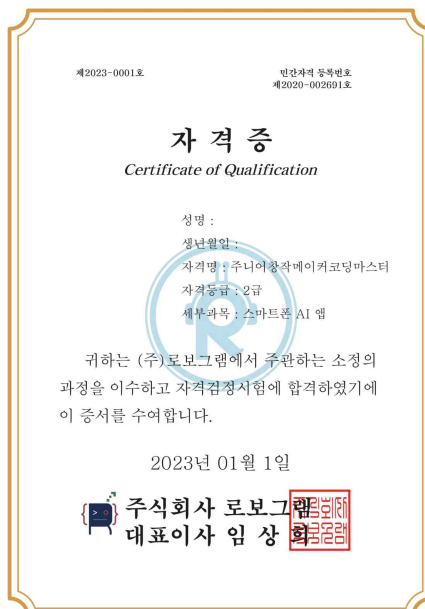 제2023-0001호
민간자격 등록번호
제2020-002691호
자 격 증
Certificate of Qualification
성명 :
생년월일 :
자격명 : 주니어창작메이커코딩마스터
자격등급 : 2급
세부과목 : 스마트폰 AI 앱
귀하는 (주)로보그램에서 주관하는 소정의
과정을 이수하고 자격검정시험에 합격하였기에
이 증서를 수여합니다.
2023년 01월 1일
주식회사 로보그램
대표이사 임 상 희